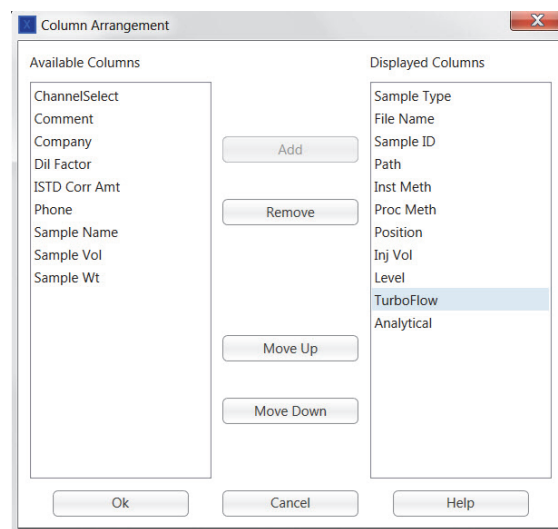 Column Arrangement
Available Columns
ChannelSelect
Comment
Company
Dil Factor
ISTD Corr Amt
Phone
Sample Name
Sample Vol
Sample Wt
Add
Remove
Move Up
Move Down
Displayed Columns
Sample Type
File Name
Sample ID
Path
Inst Meth
Proc Meth
Position
Inj Vol
Level
TurboFlow
Analytical
Ok
Cancel
Help